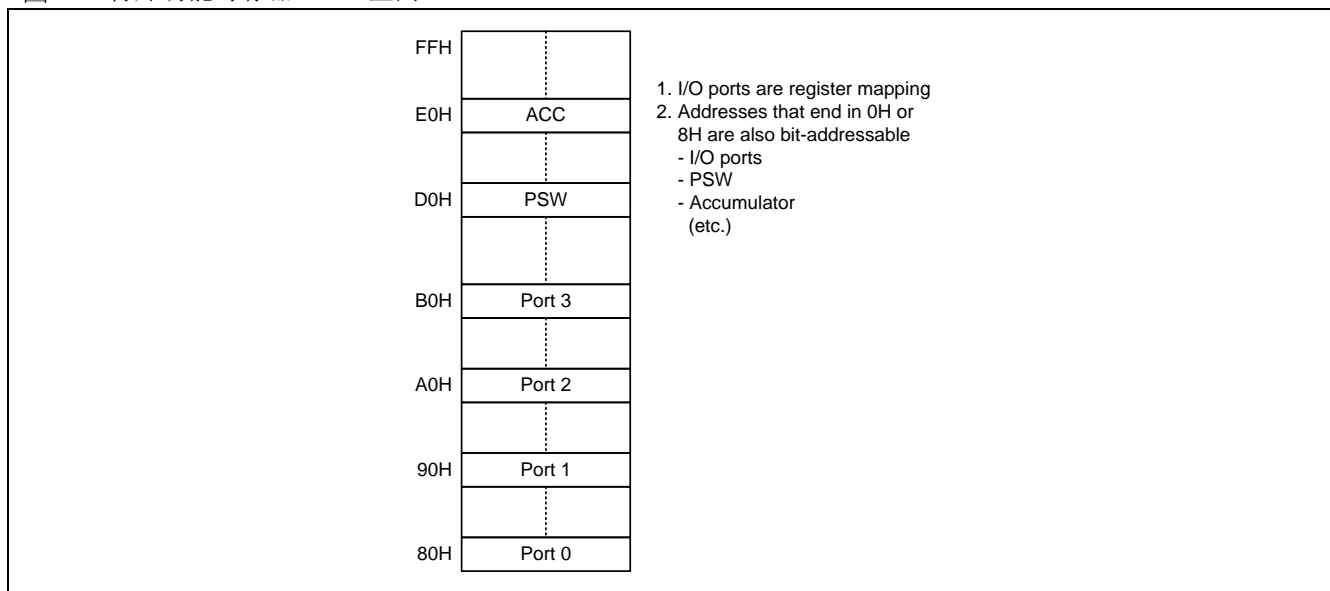 FFH
E0H ACC
D0H PSW
B0H Port 3
A0H Port 2
90H Port 1
80H Port 0
1. I/O ports are register mapping
2. Addresses that end in 0H or
8H are also bit-addressable
- I/O ports
- PSW
- Accumulator
(etc.)